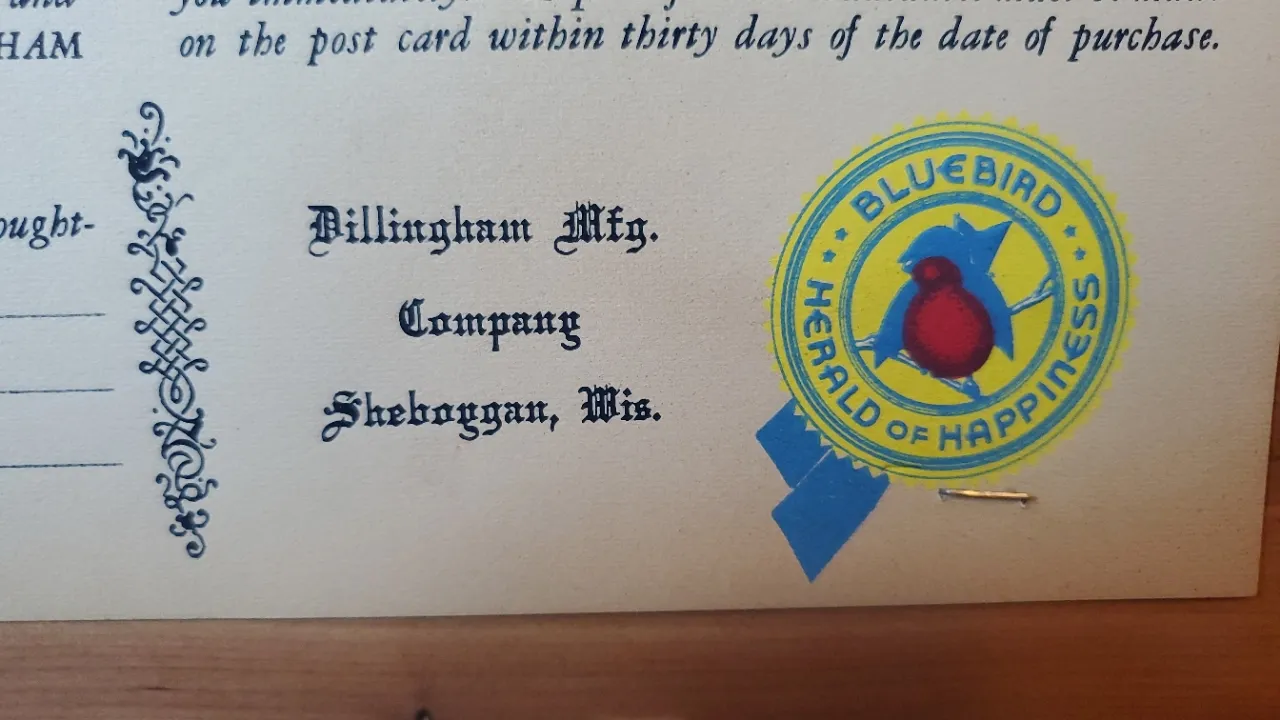 and
HAM
on the post card within thirty days of the date of purchase.
ought-
Dillingham Mfg.
Company
Sheboygan, Wis.
BLUEBIRD
HERALD OF HAPPINESS